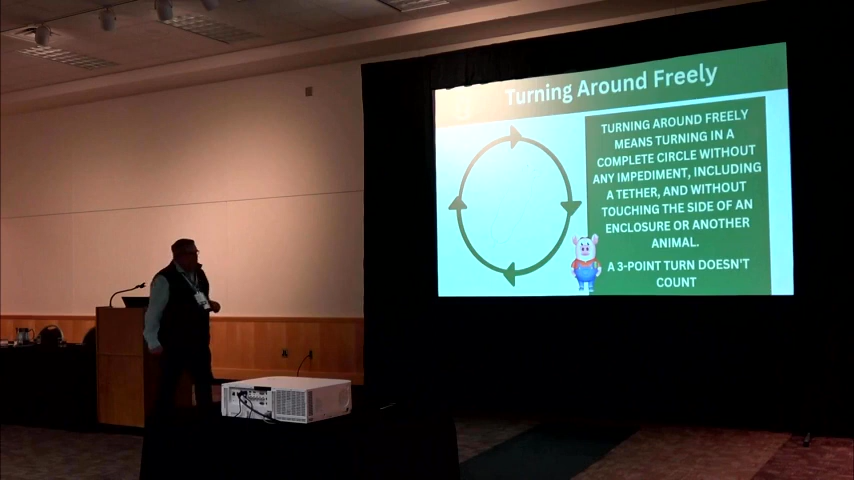 Turning Around Freely
TURNING AROUND FREELY
MEANS TURNING IN A
COMPLETE CIRCLE WITHOUT
ANY IMPEDIMENT, INCLUDING
A TETHER, AND WITHOUT
TOUCHING THE SIDE OF AN
ENCLOSURE OR ANOTHER
ANIMAL.
A 3-POINT TURN DOESN'T
COUNT